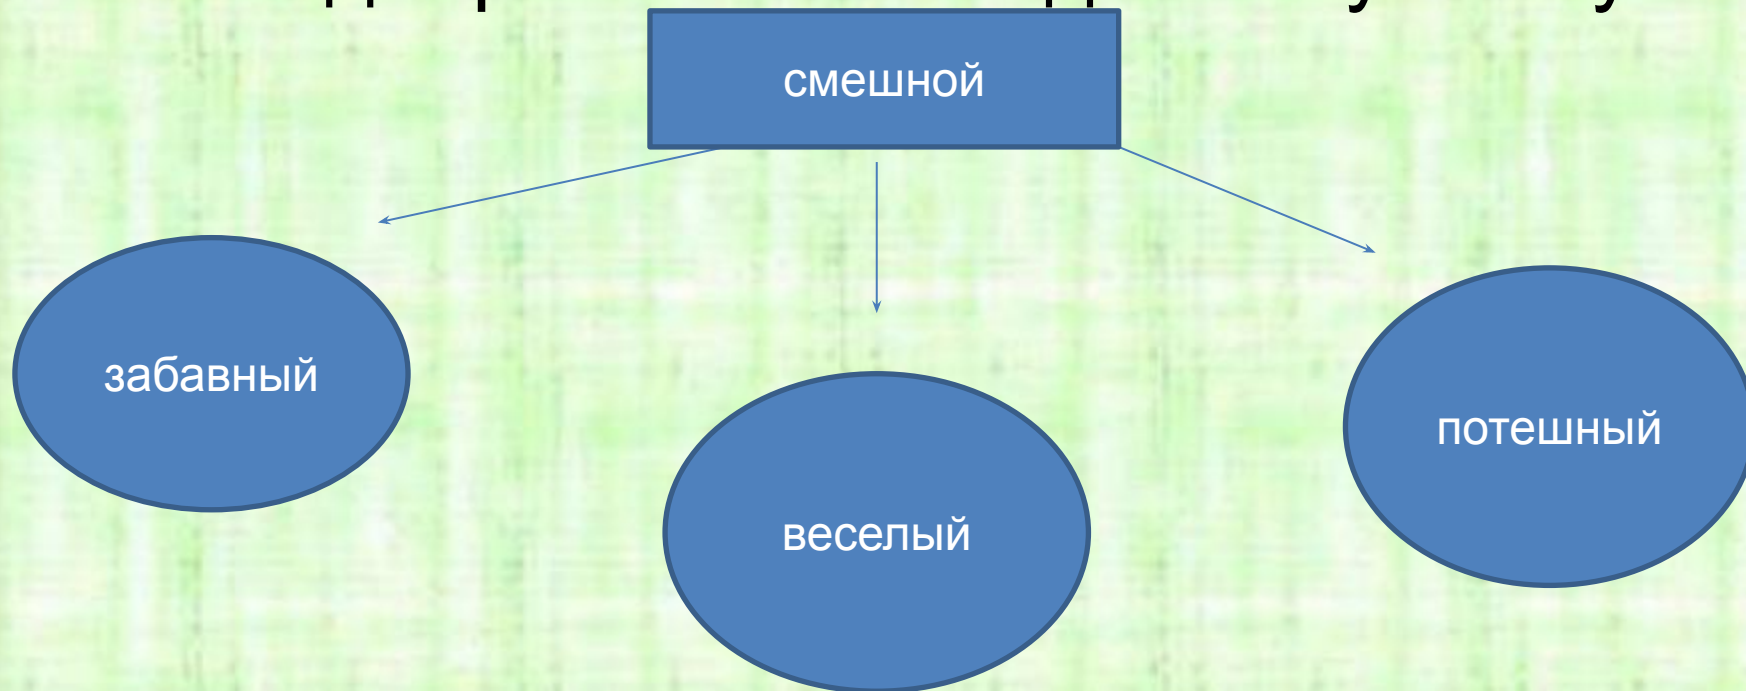 смешной
забавный
потешный
веселый